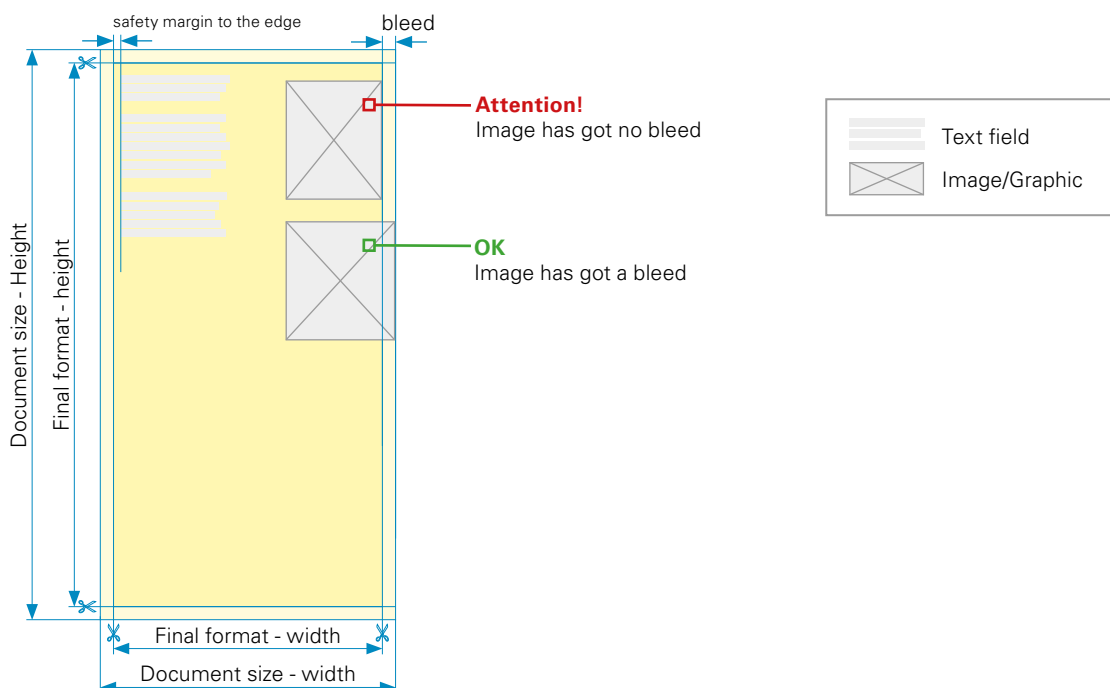 safety margin to the edge
bleed
Attention!
Image has got no bleed
OK
Image has got a bleed
Text field
Image/Graphic
Document size - Height
Final format - height
Final format - width
Document size - width